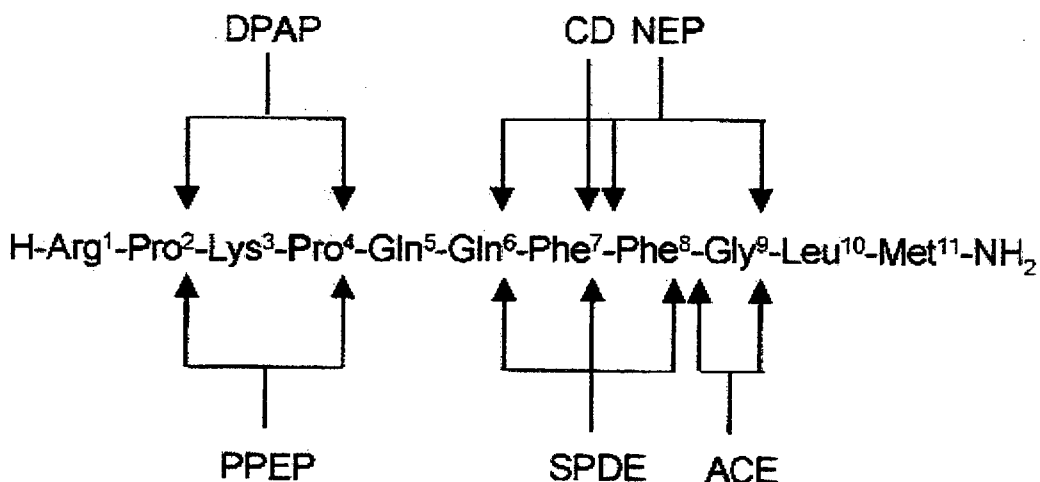 DPAP CD NEP
H-Arg¹-Pro²-Lys³-Pro⁴-Gln⁵-Gln⁶-Phe⁷-Phe⁸-Gly⁹-Leu¹⁰-Met¹¹-NH₂
PPEP SPDE ACE